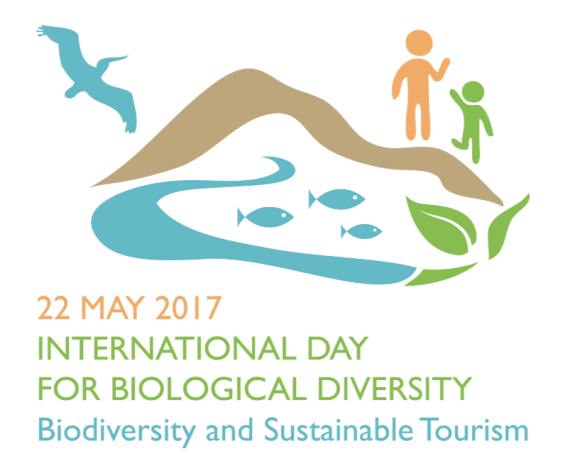 22 MAY 2017
INTERNATIONAL DAY
FOR BIOLOGICAL DIVERSITY
Biodiversity and Sustainable Tourism